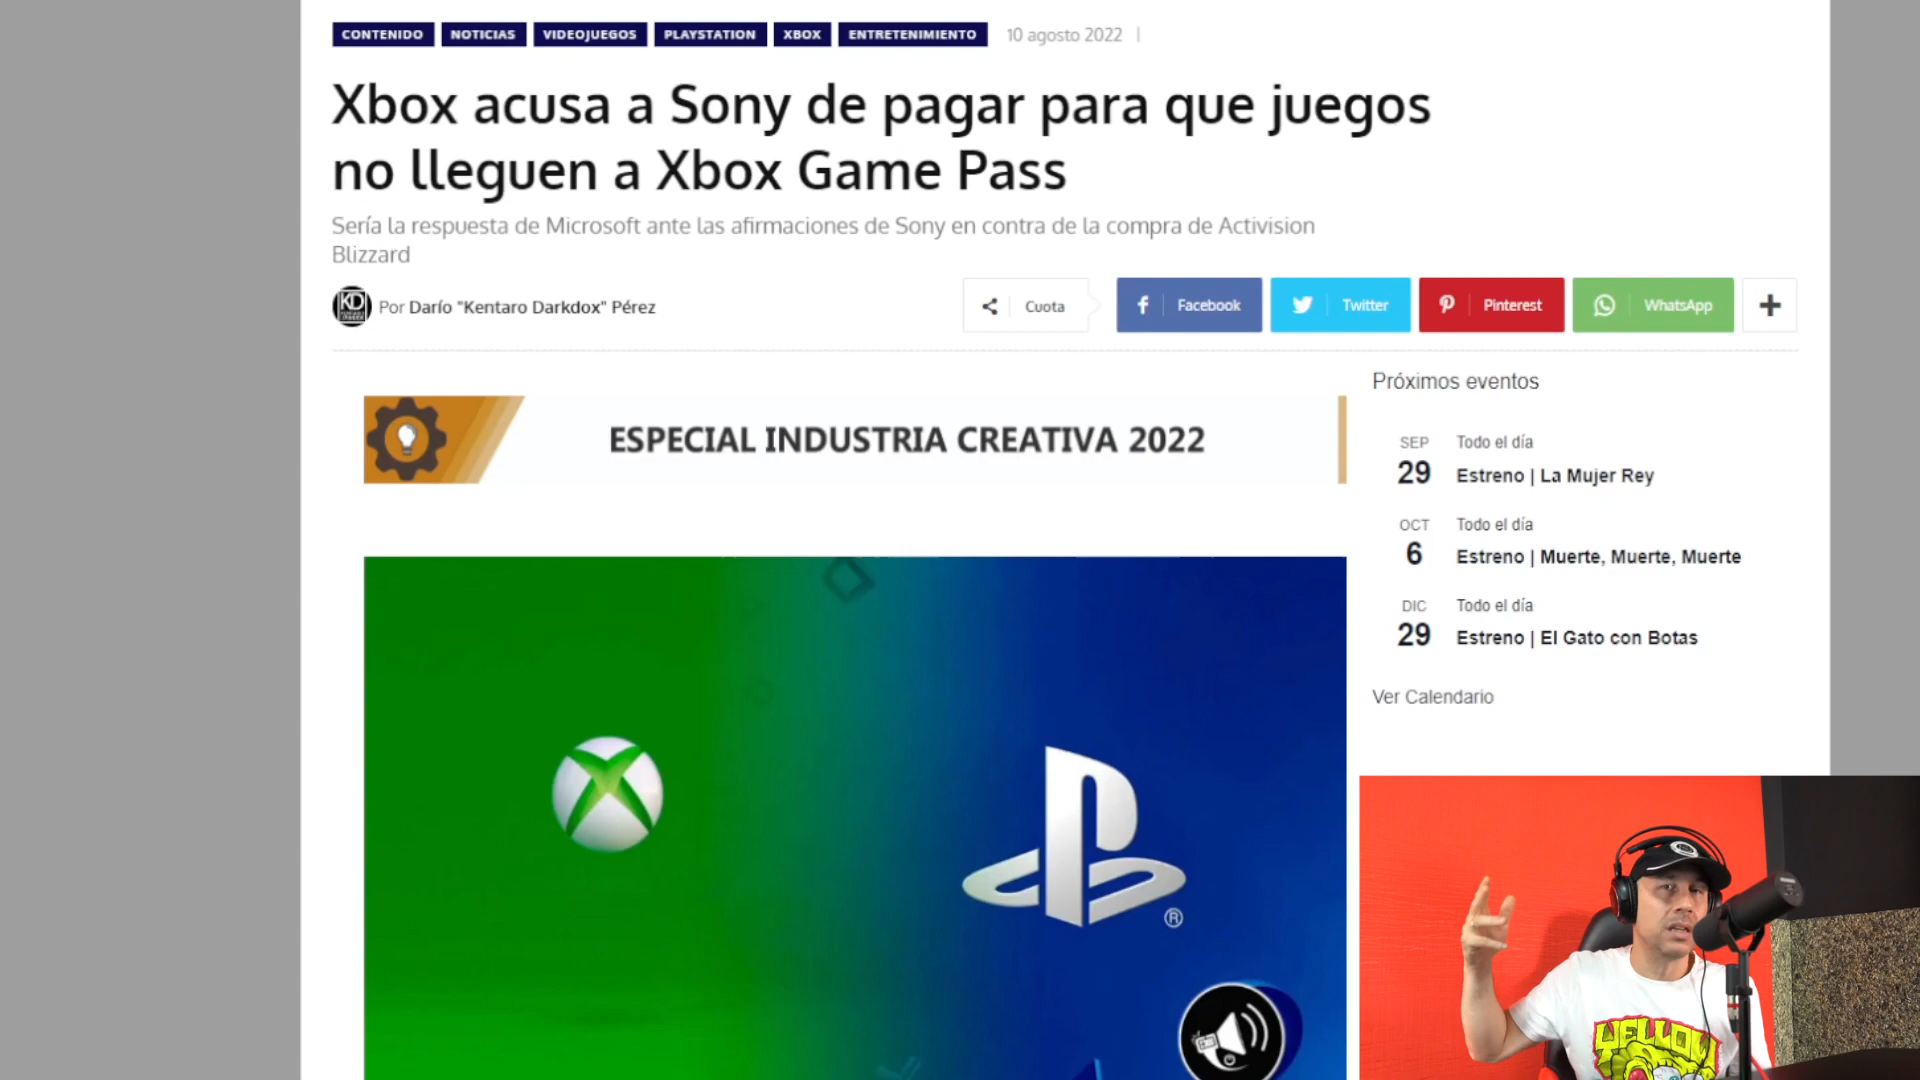 CONTENIDO NOTICIAS VIDEOJUEGOS PLAYSTATION XBOX ENTRETENIMIENTO 10 agosto 2022
Xbox acusa a Sony de pagar para que juegos
no lleguen a Xbox Game Pass
Sería la respuesta de Microsoft ante las afirmaciones de Sony en contra de la compra de Activision
Blizzard
KD Por Darío "Kentaro Darkdox" Pérez
Cuota Facebook Twitter Pinterest WhatsApp +
ESPECIAL INDUSTRIA CREATIVA 2022
Próximos eventos
SEP
29
Todo el día
Estreno | La Mujer Rey
OCT
6
Todo el día
Estreno | Muerte, Muerte, Muerte
DIC
29
Todo el día
Estreno | El Gato con Botas
Ver Calendario
®
YELLOW